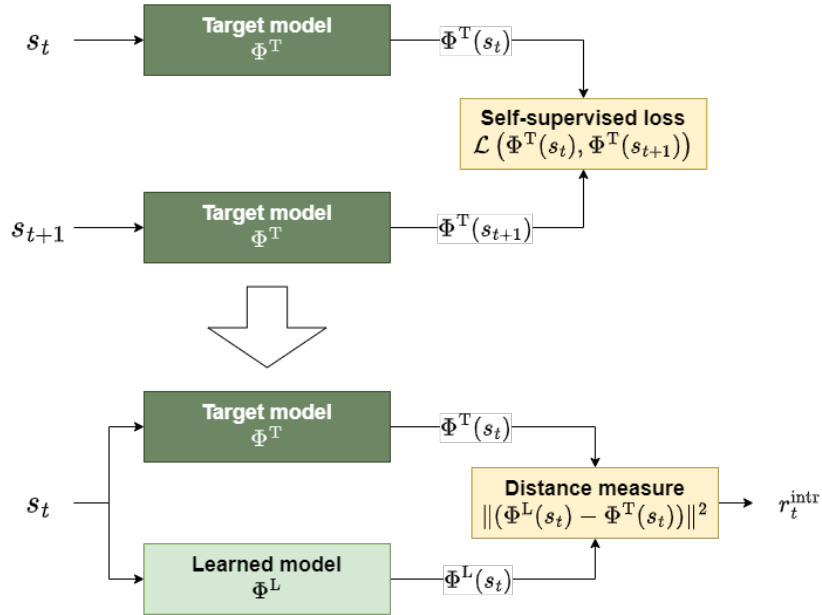 s_t
Target model
Φ^T
Φ^T(s_t)
Self-supervised loss
𝓛 (Φ^T(s_t), Φ^T(s_{t+1}))
s_{t+1}
Target model
Φ^T
Φ^T(s_{t+1})
Target model
Φ^T
Φ^T(s_t)
s_t
Distance measure
‖(Φ^L(s_t) − Φ^T(s_t))‖^2
r_t^{intr}
Learned model
Φ^L
Φ^L(s_t)